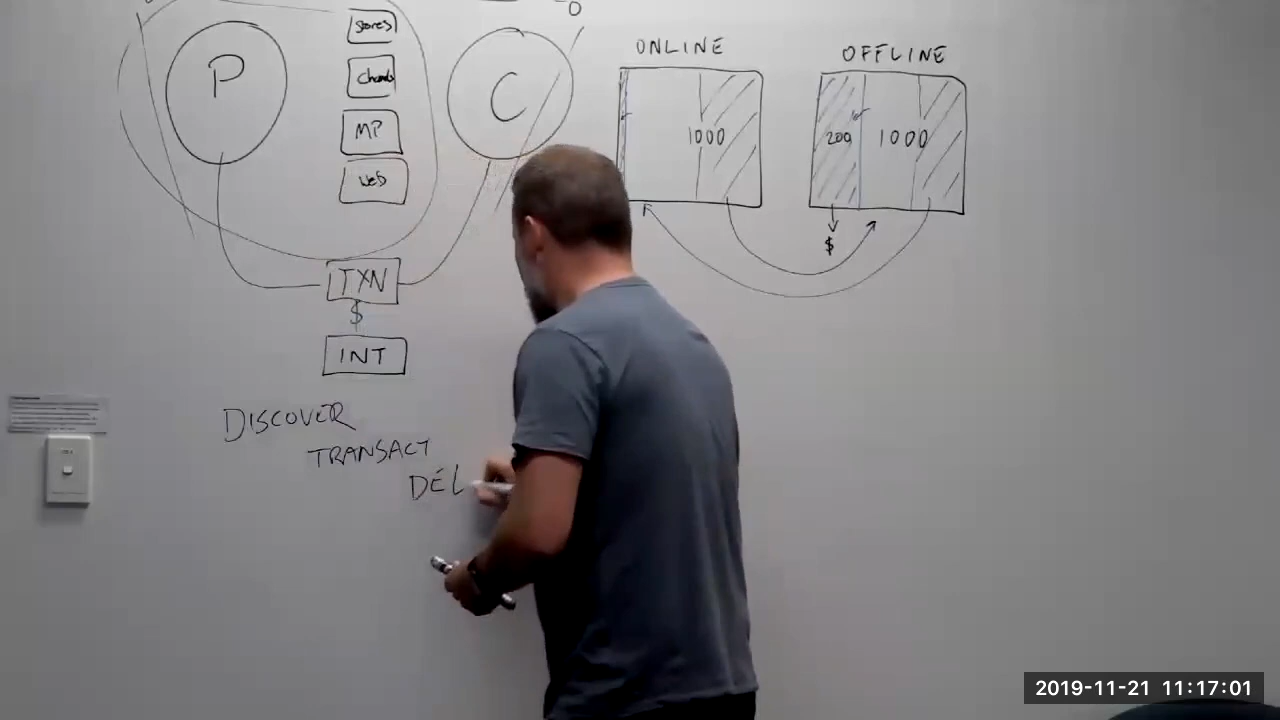 P
Stores
MP
Web
C
TXN
$
INT
DISCOVER
TRANSACT
DEL
ONLINE
1000
OFFLINE
200 1000
$
2019-11-21 11:17:01